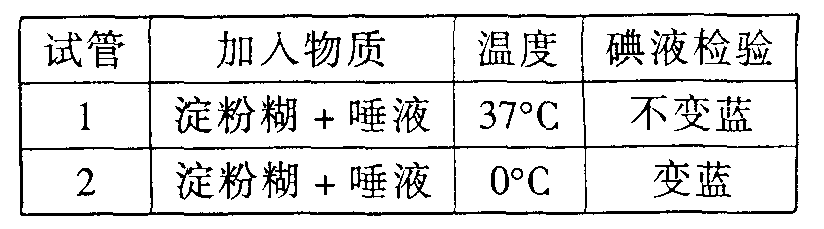 试管 加入物质 温度 碘液检验
1 淀粉糊 + 唾液 37°C 不变蓝
2 淀粉糊 + 唾液 0°C 变蓝